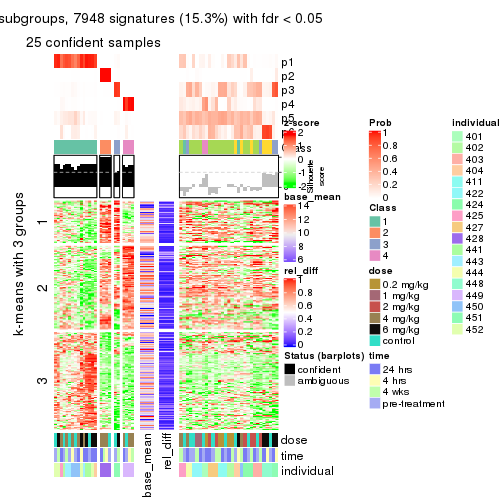 subgroups, 7948 signatures (15.3%) with fdr < 0.05
25 confident samples
p1
p2
p3
p4
p5
z-score
2
1
0
-1
-2
Silhouette
score
base_mean
14
12
10
8
6
rel_diff
1
0.8
0.6
0.4
0.2
0
Status (barplots)
confident
ambiguous
Prob
1
0.8
0.6
0.4
0.2
0
Class
1
2
3
4
dose
0.2 mg/kg
1 mg/kg
2 mg/kg
4 mg/kg
6 mg/kg
control
time
24 hrs
4 hrs
4 wks
pre-treatment
individual
401
402
403
404
411
422
424
425
427
428
441
443
444
448
449
450
451
452
k-means with 3 groups
1
2
3
dose
time
individual
base_mean
rel_diff